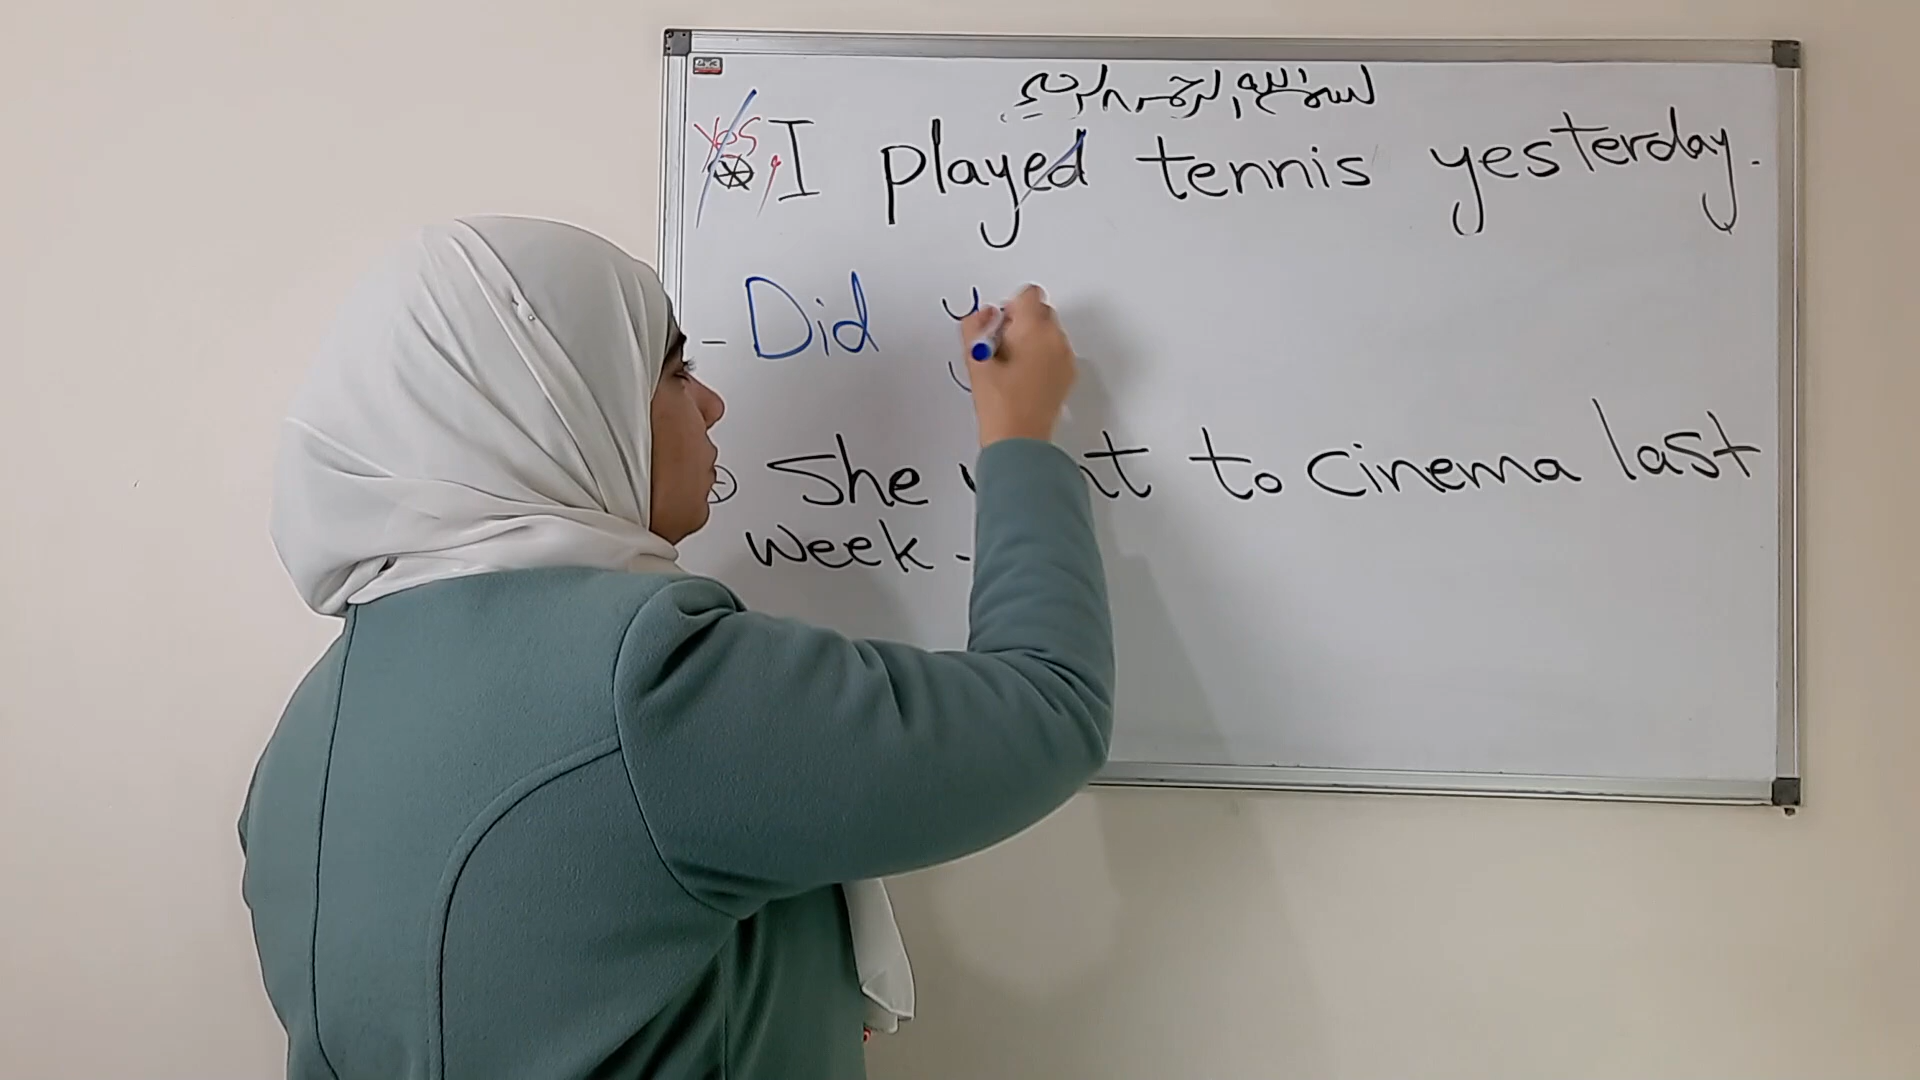 بسم الله الرحمن الرحيم
Yes, I played tennis yesterday.
- Did y
She went to cinema last
week -